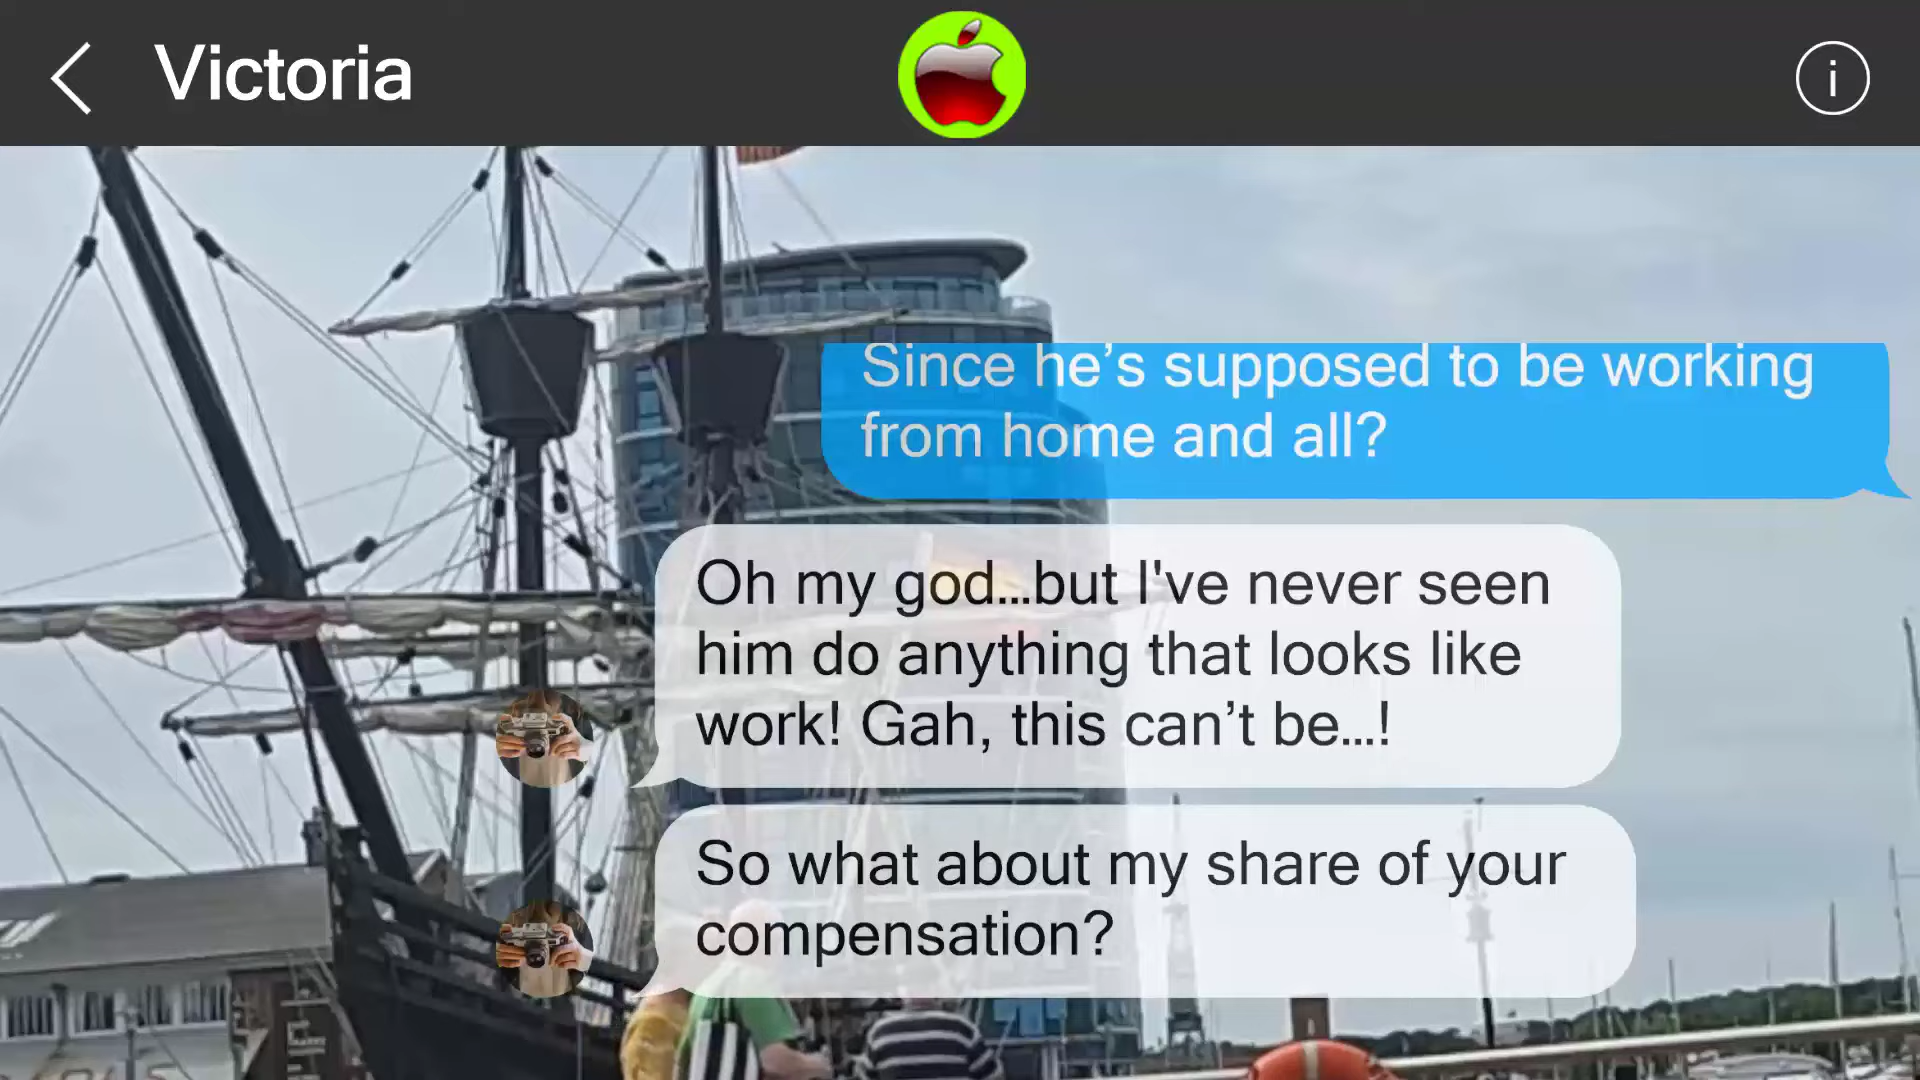 Victoria
Since he’s supposed to be working
from home and all?
Oh my god...but I've never seen
him do anything that looks like
work! Gah, this can’t be...!
So what about my share of your
compensation?